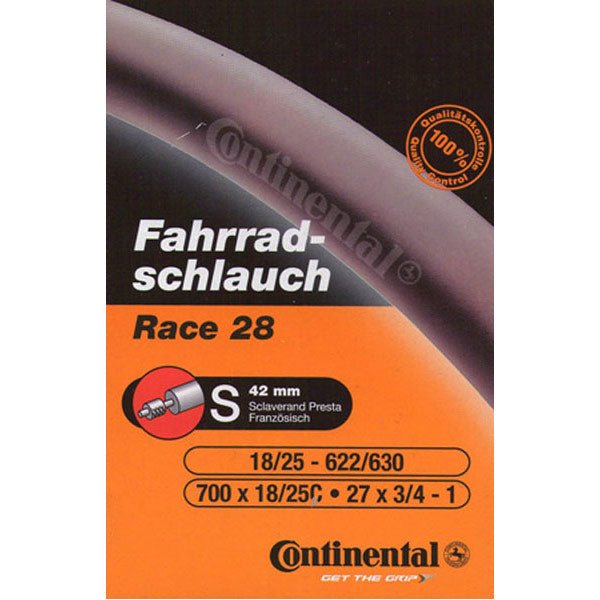 Continental
Qualitätskontrolle
100%
Quality Control
Fahrrad-
schlauch
Race 28
S
42 mm
Sclaverand Presta
Französisch
18/25 - 622/630
700 x 18/25C • 27 x 3/4 - 1
Continental
GET THE GRIP